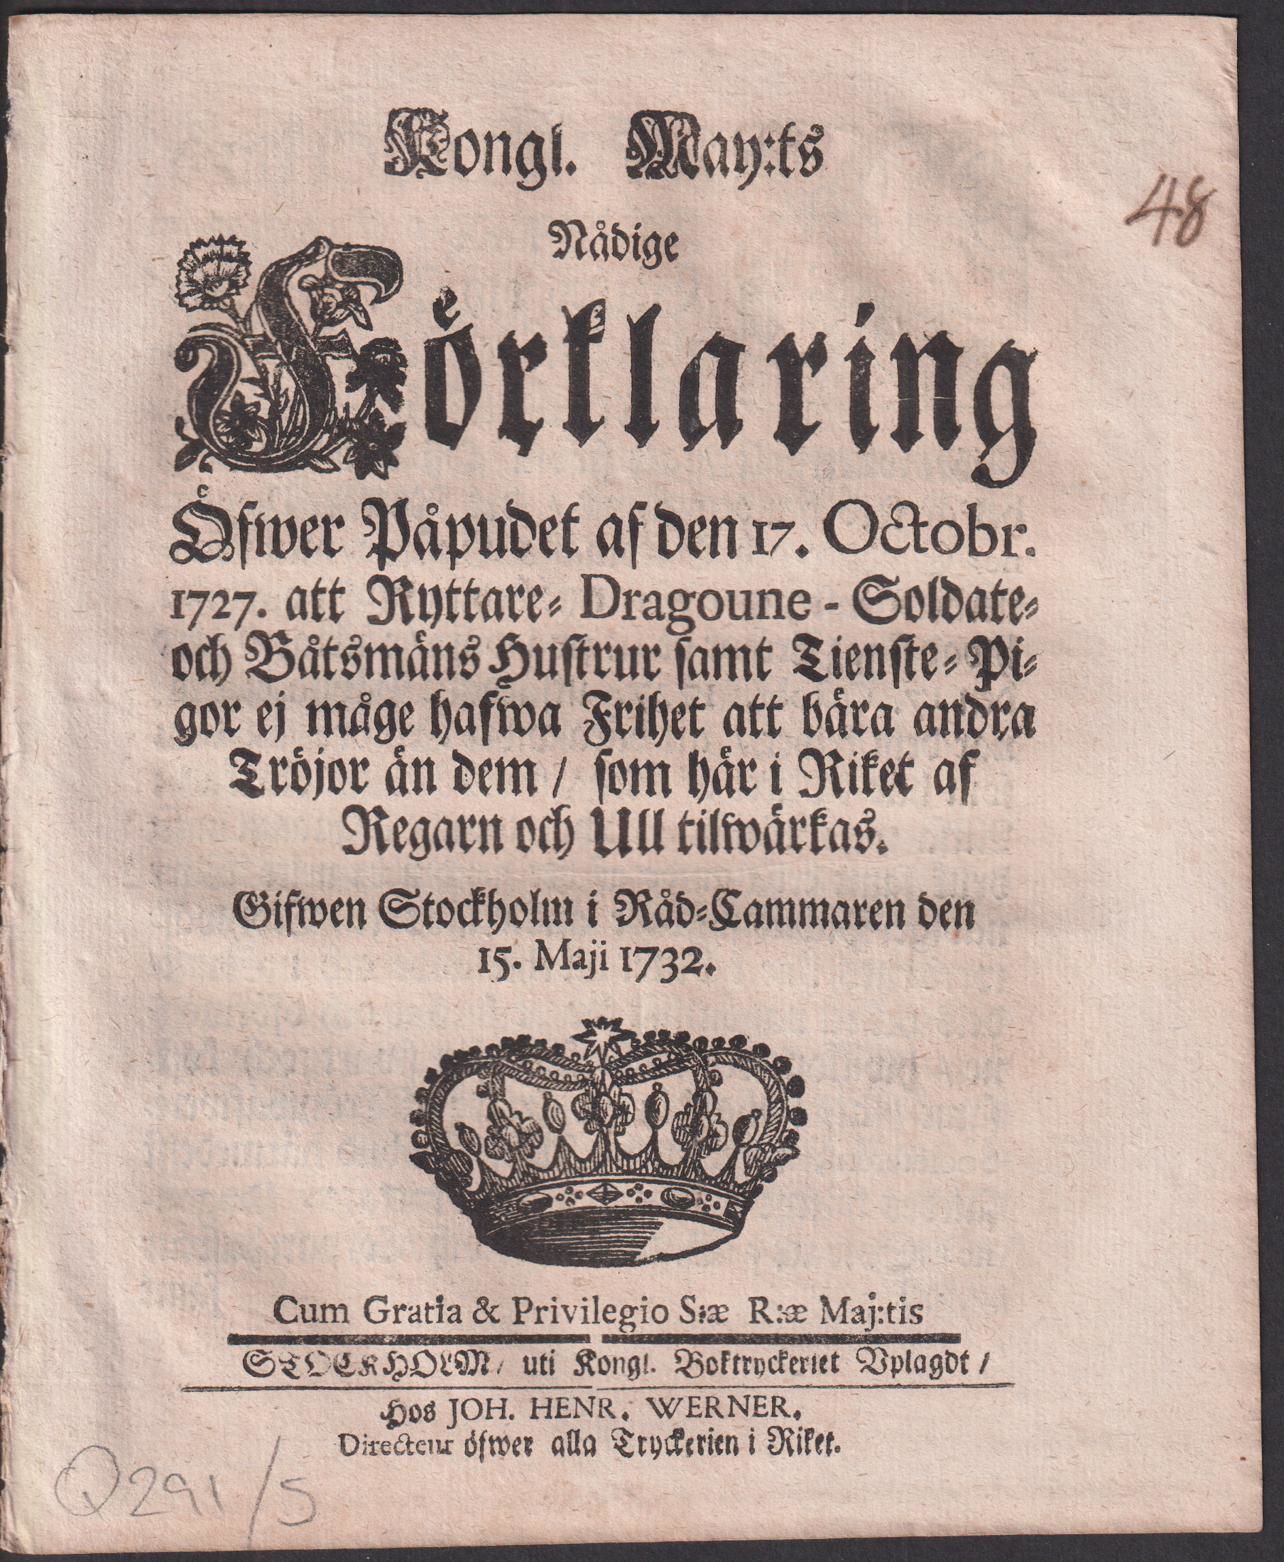 Kongl. May:ts
48
Nådige
Förklaring
Öfwer Påpudet af den 17. Octobr.
1727. att Ryttare- Dragoune - Soldate-
och Båtsmäns Hustrur samt Tienste-Pi-
gor ej måge hafwa Frihet att bära andra
Tröjor än dem / som här i Riket af
Regarn och Ull tilwärkas.
Gifwen Stockholm i Råd-Cammaren den
15. Maji 1732.
Cum Gratia & Privilegio S:æ R:æ Maj:tis
STOCKHOLM, uti Kongl. Boktryckeriet Uplagdt /
Hos JOH. HENR. WERNER.
Directeur öfwer alla Tryckerien i Riket.
Q291/5